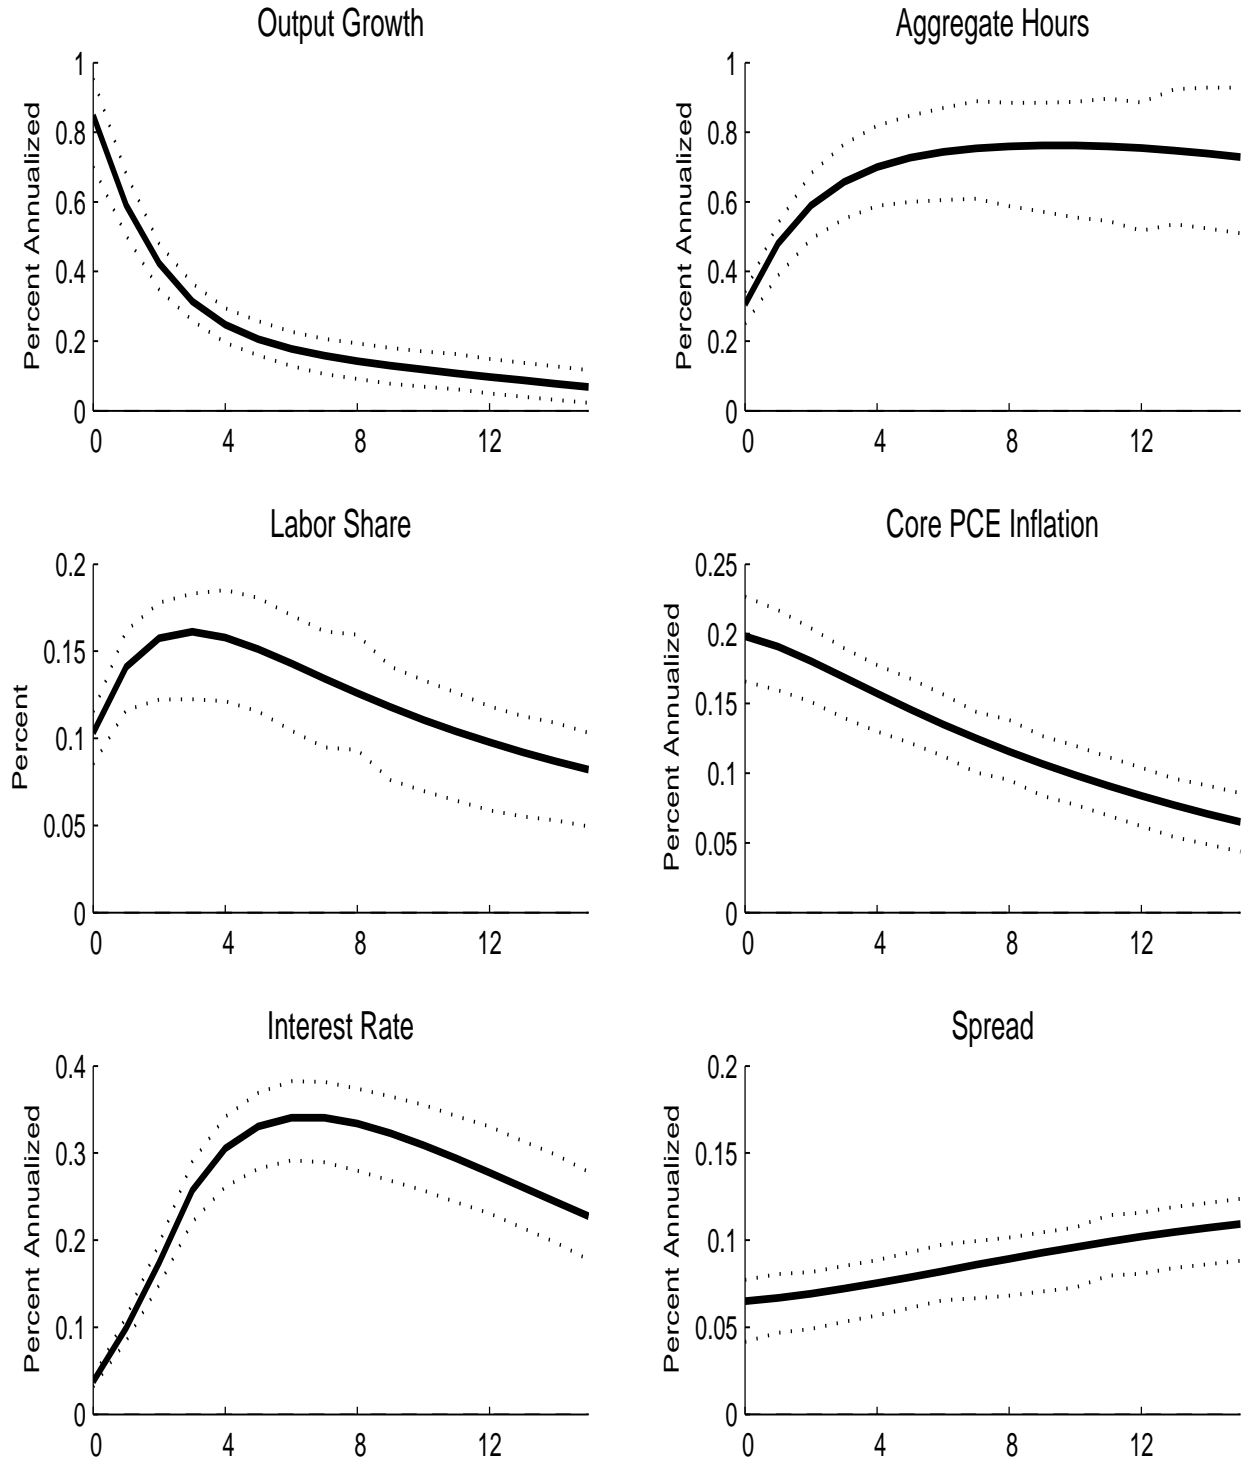 Output Growth
Percent Annualized
1
0.8
0.6
0.4
0.2
0
0 4 8 12
Aggregate Hours
Percent Annualized
1
0.8
0.6
0.4
0.2
0
0 4 8 12
Labor Share
Percent
0.2
0.15
0.1
0.05
0
0 4 8 12
Core PCE Inflation
Percent Annualized
0.25
0.2
0.15
0.1
0.05
0
0 4 8 12
Interest Rate
Percent Annualized
0.4
0.3
0.2
0.1
0
0 4 8 12
Spread
Percent Annualized
0.2
0.15
0.1
0.05
0
0 4 8 12